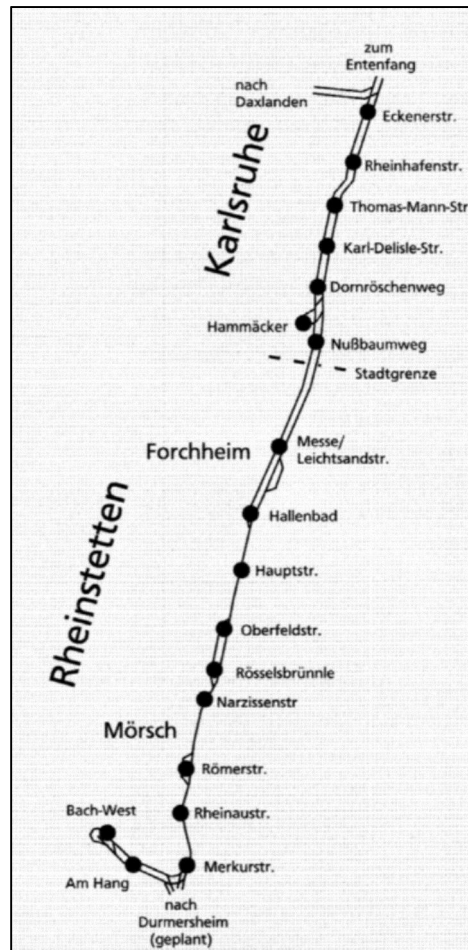 zum
Entenfang
nach
Daxlanden
Eckenerstr.
Karlsruhe
Rheinhafenstr.
Thomas-Mann-Str
Karl-Delisle-Str.
Dornröschenweg
Hammäcker
Nußbaumweg
Stadtgrenze
Messe/
Leichtsandstr.
Forchheim
Hallenbad
Rheinstetten
Hauptstr.
Oberfeldstr.
Rösselsbrünnle
Narzissenstr
Mörsch
Römerstr.
Bach-West
Rheinaustr.
Merkurstr.
Am Hang
nach
Durmersheim
(geplant)